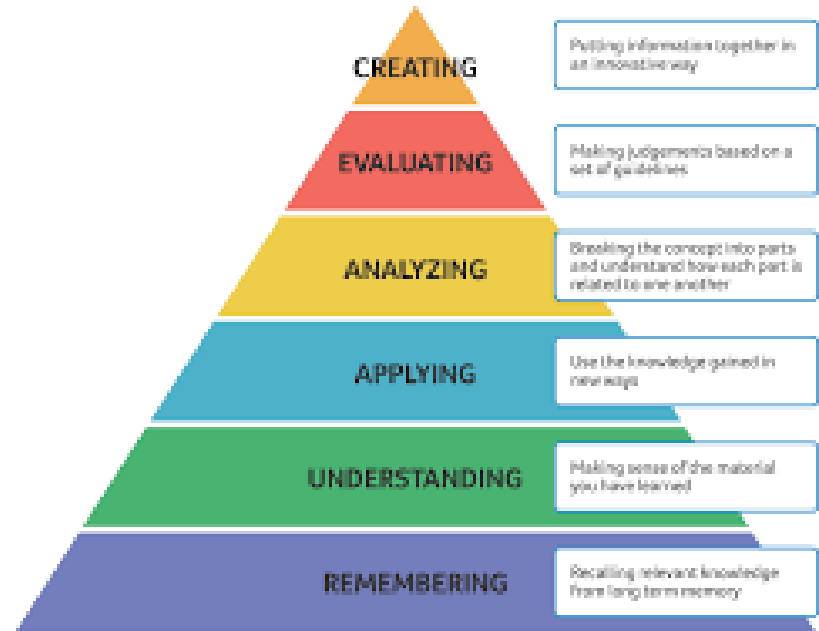 CREATING
Putting information together in
an innovative way
EVALUATING
Making judgements based on a
set of guidelines
ANALYZING
Breaking the concept into parts
and understand how each part is
related to one another
APPLYING
Use the knowledge gained in
new ways
UNDERSTANDING
Making sense of the material
you have learned
REMEMBERING
Recalling relevant knowledge
from long term memory